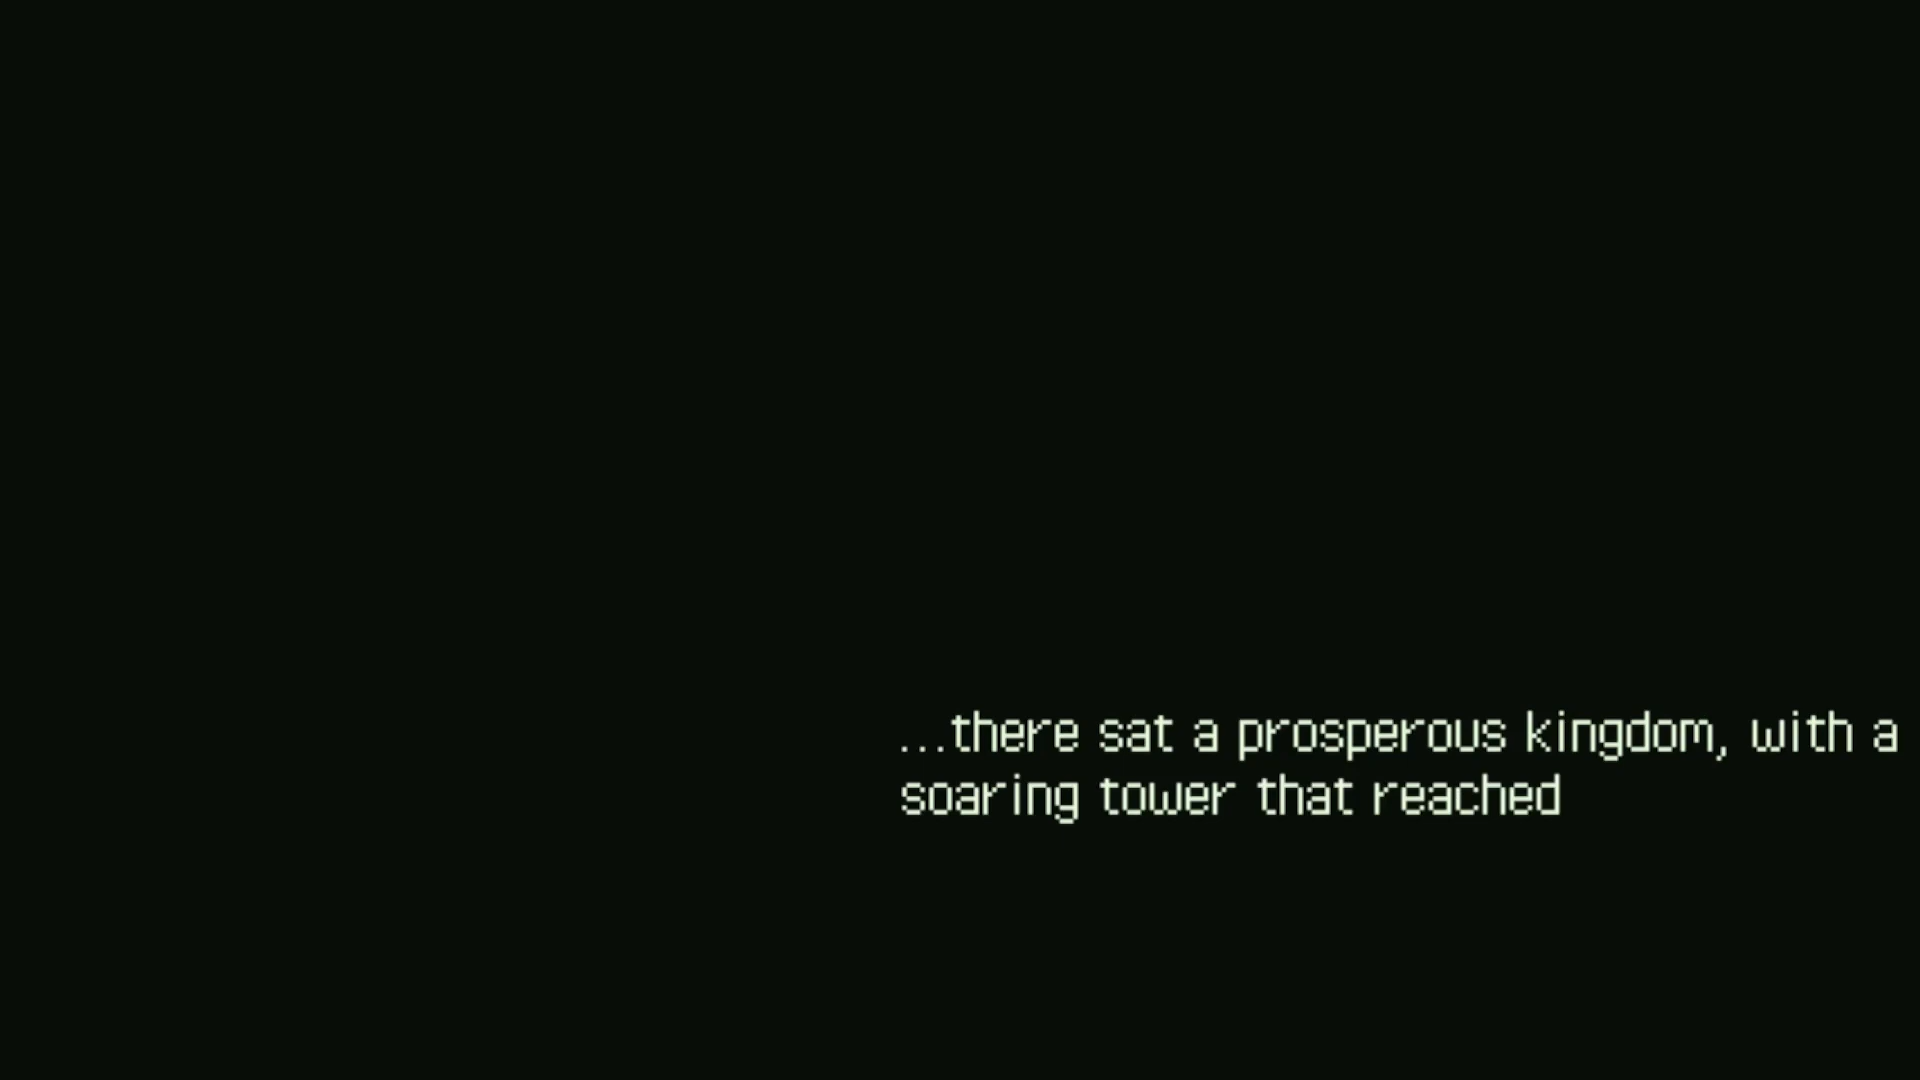 ...there sat a prosperous kingdom, with a
soaring tower that reached